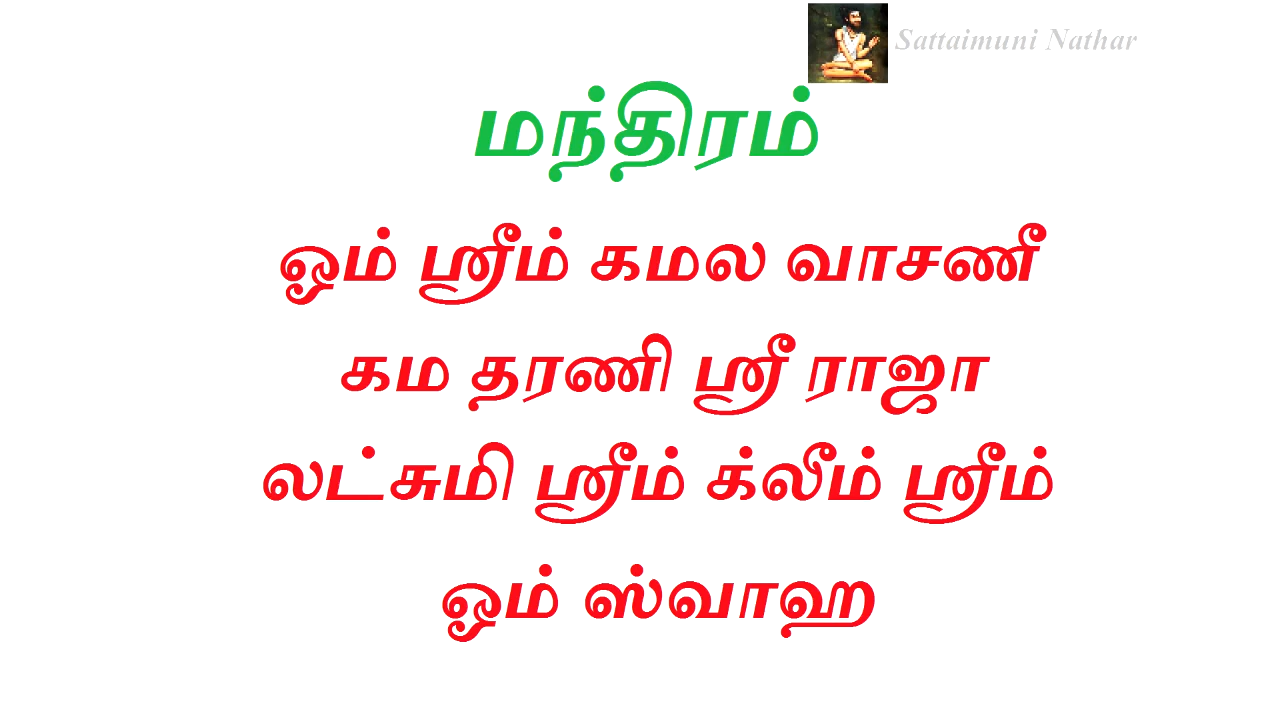 Sattaimuni Nathar
மந்திரம்
ஓம் ஸ்ரீம் கமல வாசணீ
கம தரணி ஸ்ரீ ராஜா
லட்சுமி ஸ்ரீம் க்லீம் ஸ்ரீம்
ஓம் ஸ்வாஹ